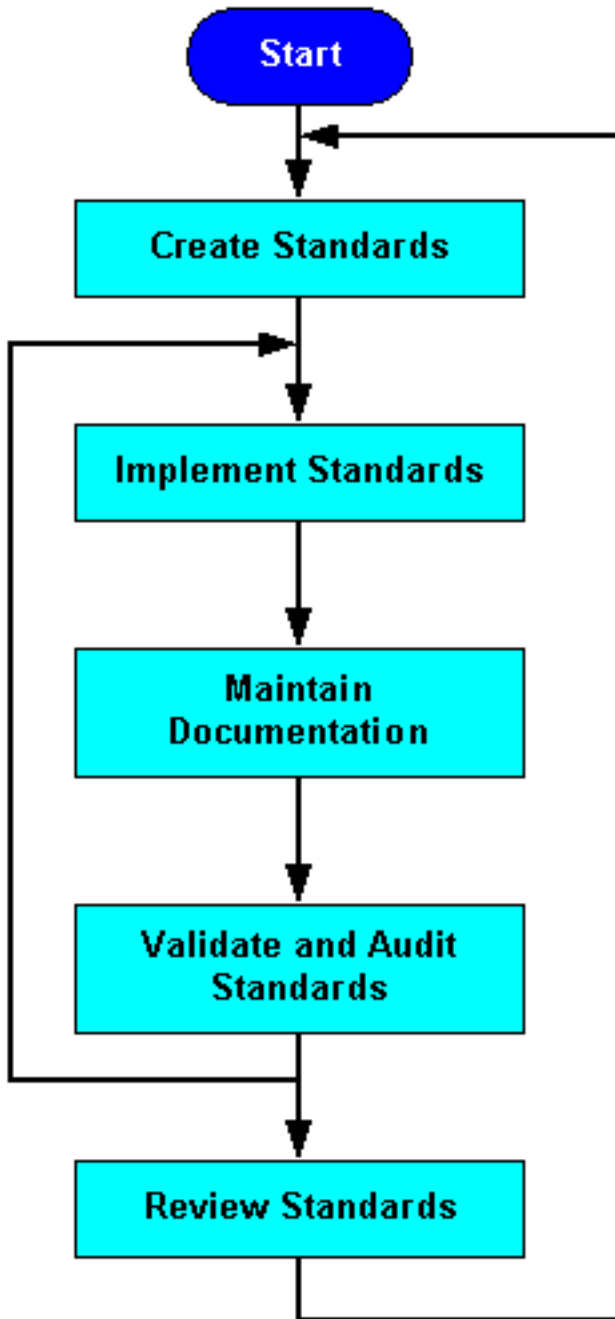 Start
Create Standards
Implement Standards
Maintain
Documentation
Validate and Audit
Standards
Review Standards